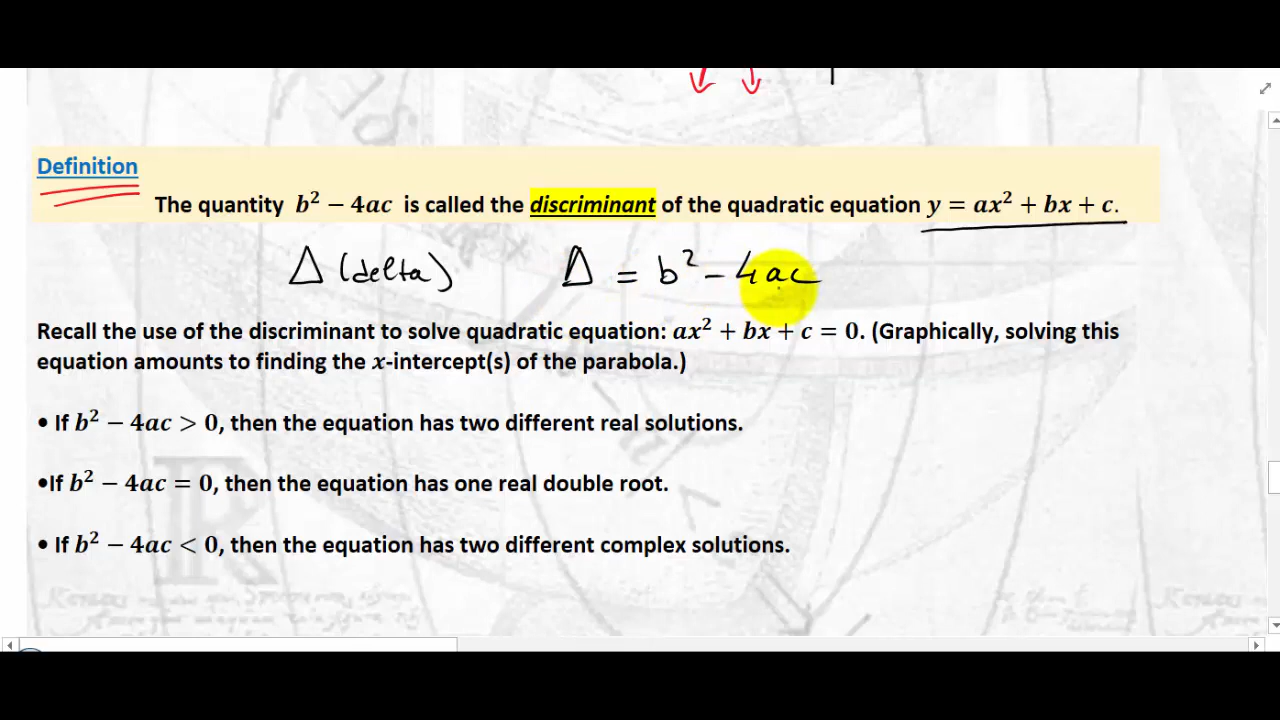 Definition
The quantity b² − 4ac is called the discriminant of the quadratic equation y = ax² + bx + c.
Δ (delta) Δ = b² − 4ac
Recall the use of the discriminant to solve quadratic equation: ax² + bx + c = 0. (Graphically, solving this
equation amounts to finding the x-intercept(s) of the parabola.)
• If b² − 4ac > 0, then the equation has two different real solutions.
•If b² − 4ac = 0, then the equation has one real double root.
• If b² − 4ac < 0, then the equation has two different complex solutions.